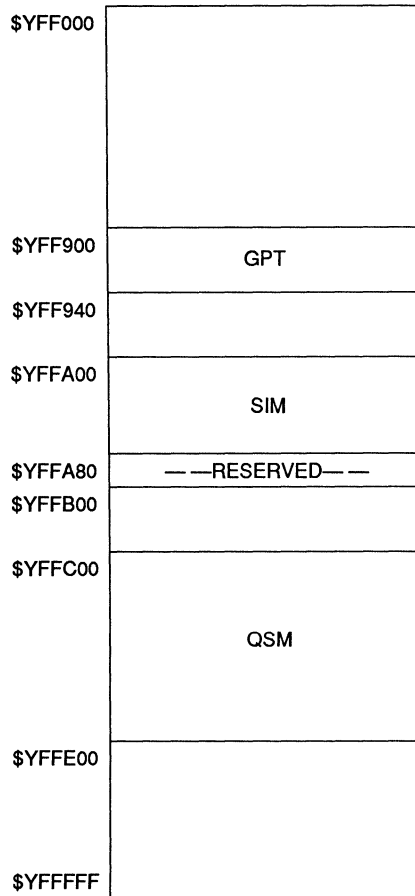 $YFF000
$YFF900
GPT
$YFF940
$YFFA00
SIM
$YFFA80
— —RESERVED— —
$YFFB00
$YFFC00
QSM
$YFFE00
$YFFFFF